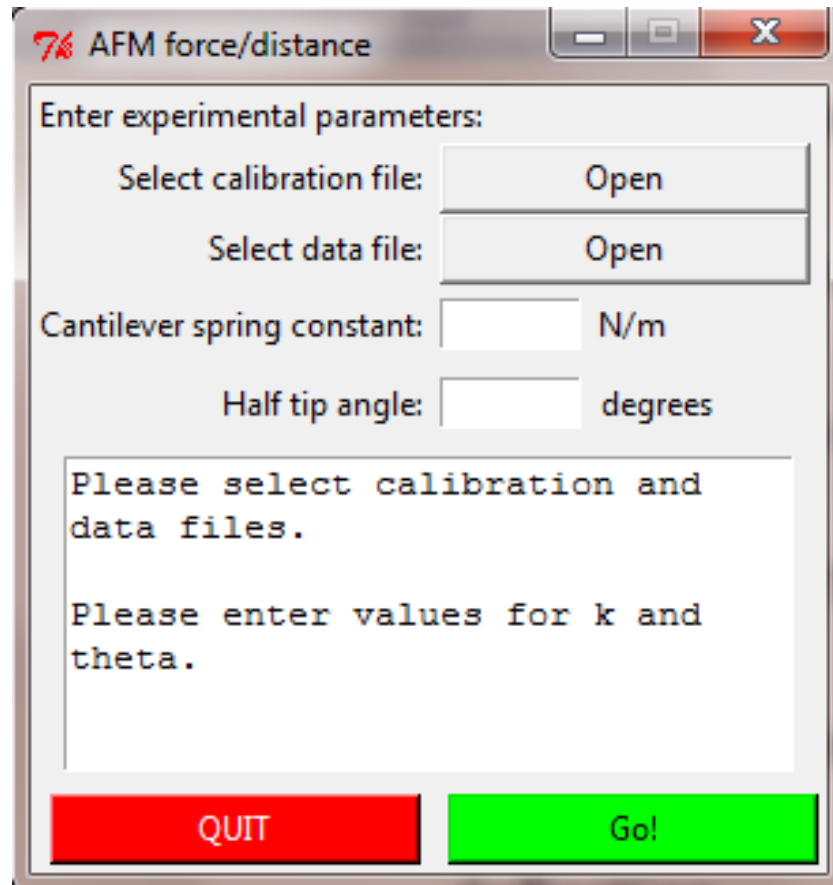 AFM force/distance
Enter experimental parameters:
Select calibration file: Open
Select data file: Open
Cantilever spring constant: N/m
Half tip angle: degrees
Please select calibration and
data files.
Please enter values for k and
theta.
QUIT Go!